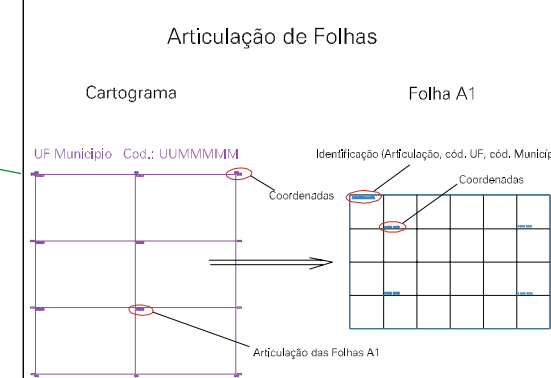 Articulação de Folhas
Cartograma
Folha A1
UF Municipio Cod.: UUMMMMM
Identificação (Articulação, cód. UF, cód. Municíp
Coordenadas
Coordenadas
Articulação das Folhas A1